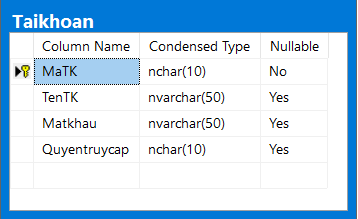 Taikhoan
Column Name Condensed Type Nullable
MaTK nchar(10) No
TenTK nvarchar(50) Yes
Matkhau nvarchar(50) Yes
Quyentruycap nchar(10) Yes